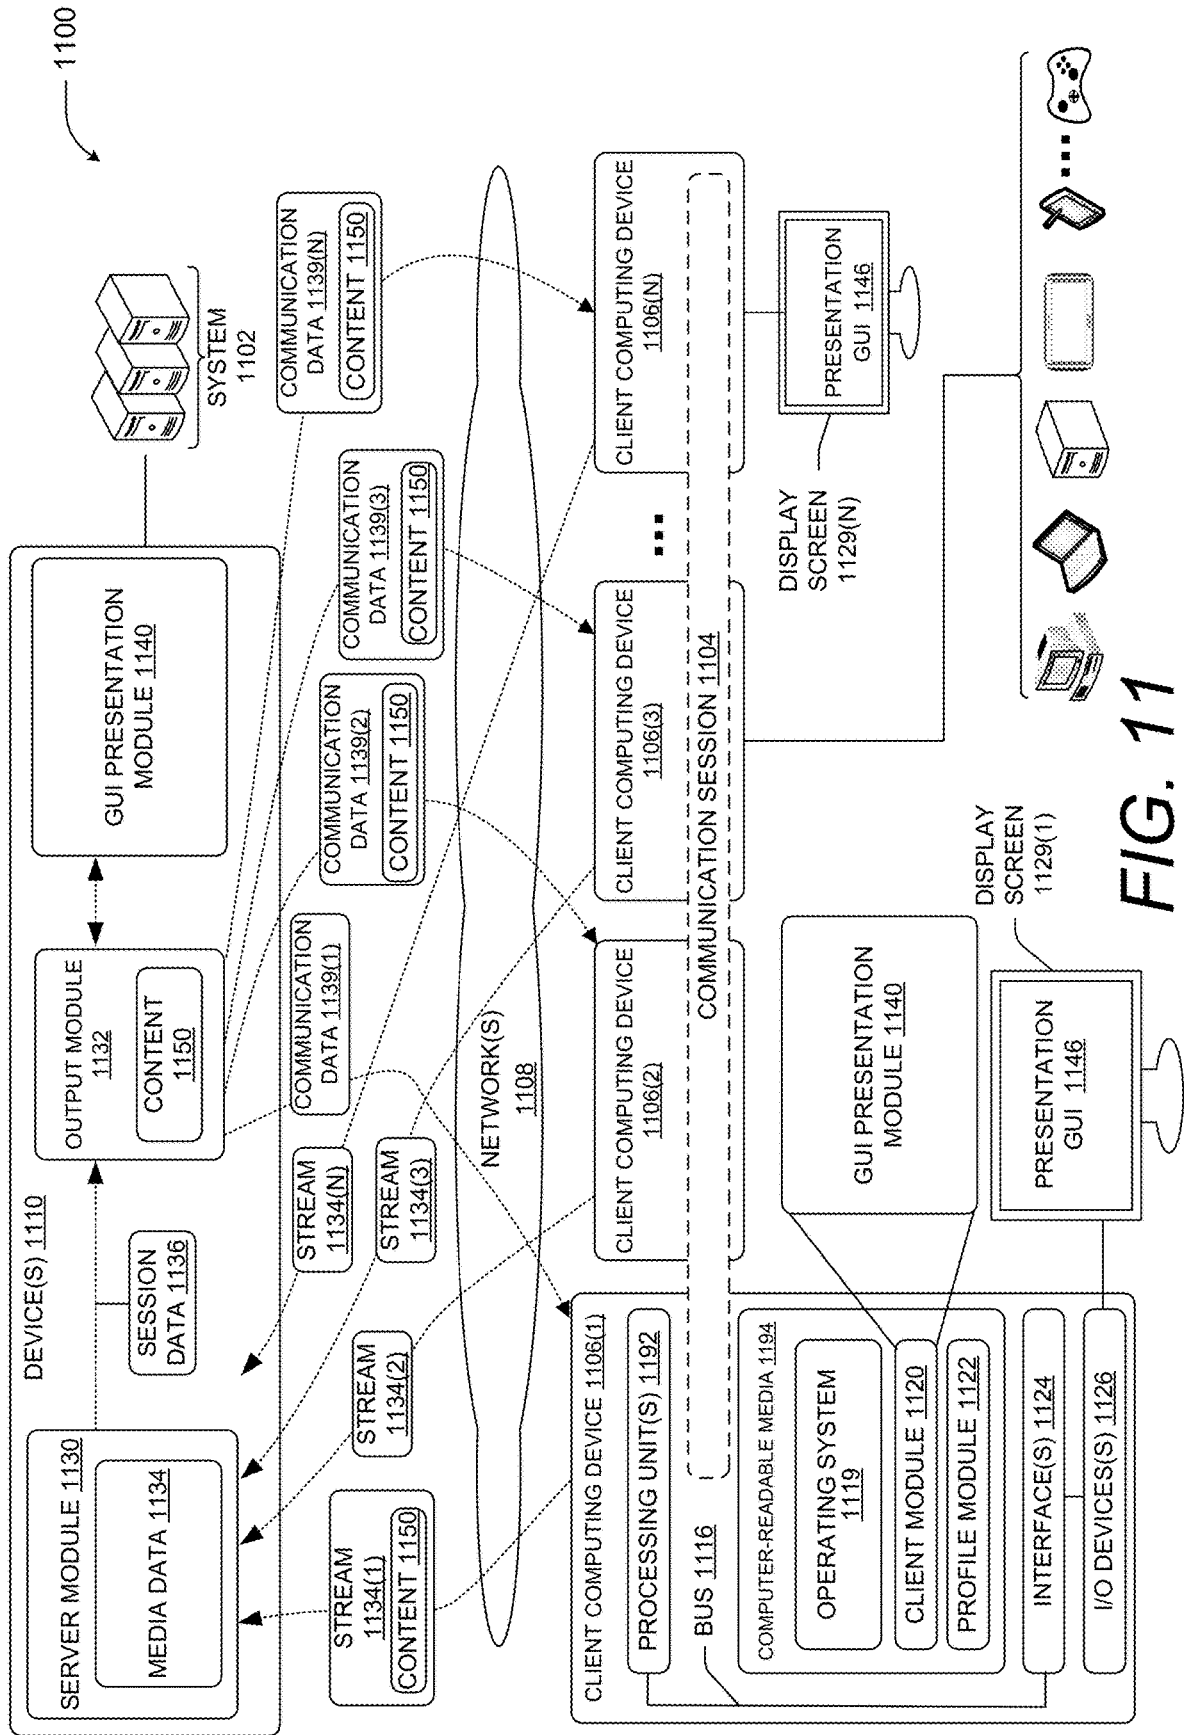 1100
DEVICE(S) 1110
SERVER MODULE 1130
MEDIA DATA 1134
SESSION
DATA 1136
OUTPUT MODULE
1132
CONTENT
1150
GUI PRESENTATION
MODULE 1140
SYSTEM
1102
STREAM
1134(1)
CONTENT 1150
STREAM
1134(2)
STREAM
1134(N)
STREAM
1134(3)
COMMUNICATION
DATA 1139(1)
COMMUNICATION
DATA 1139(2)
CONTENT 1150
COMMUNICATION
DATA 1139(3)
CONTENT 1150
COMMUNICATION
DATA 1139(N)
CONTENT 1150
NETWORK(S)
1108
CLIENT COMPUTING DEVICE 1106(1)
PROCESSING UNIT(S) 1192
BUS 1116
COMPUTER-READABLE MEDIA 1194
OPERATING SYSTEM
1119
CLIENT MODULE 1120
PROFILE MODULE 1122
INTERFACE(S) 1124
I/O DEVICES(S) 1126
CLIENT COMPUTING DEVICE
1106(2)
CLIENT COMPUTING DEVICE
1106(3)
CLIENT COMPUTING DEVICE
1106(N)
COMMUNICATION SESSION 1104
GUI PRESENTATION
MODULE 1140
PRESENTATION
GUI 1146
DISPLAY
SCREEN
1129(1)
DISPLAY
SCREEN
1129(N)
PRESENTATION
GUI 1146
FIG. 11